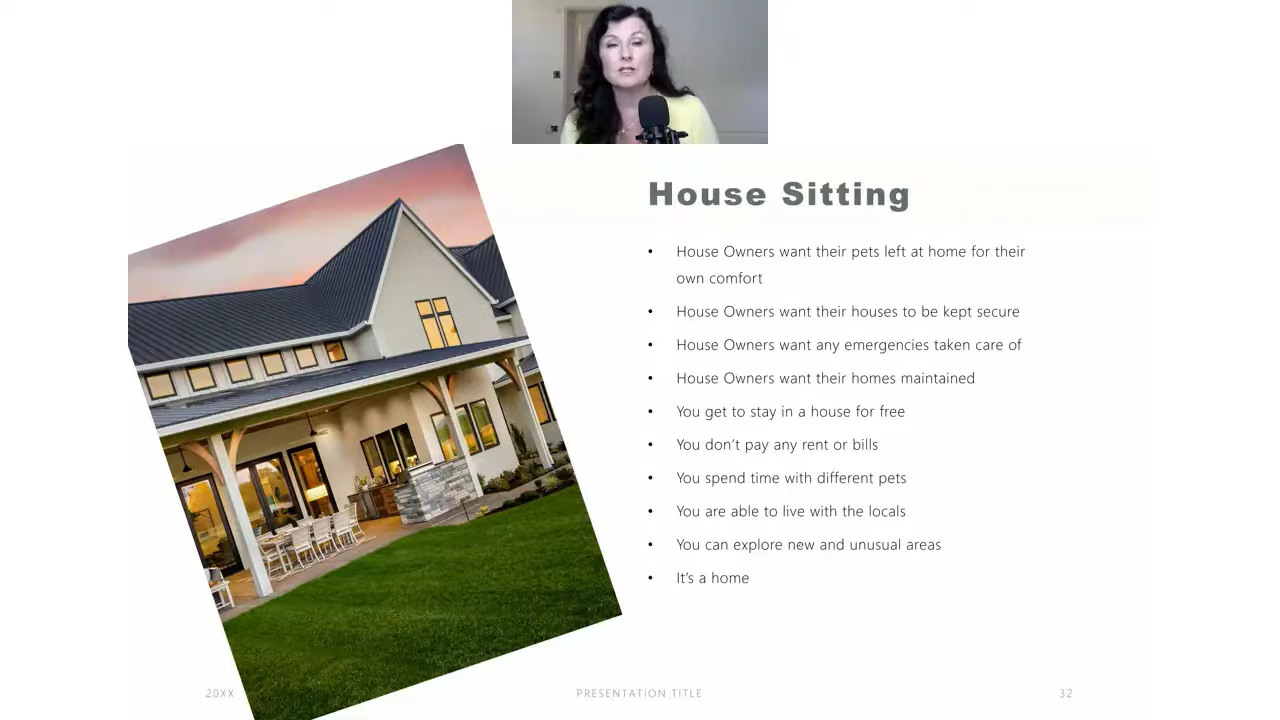 House Sitting
• House Owners want their pets left at home for their
own comfort
• House Owners want their houses to be kept secure
• House Owners want any emergencies taken care of
• House Owners want their homes maintained
• You get to stay in a house for free
• You don’t pay any rent or bills
• You spend time with different pets
• You are able to live with the locals
• You can explore new and unusual areas
• It’s a home
20XX
PRESENTATION TITLE
32